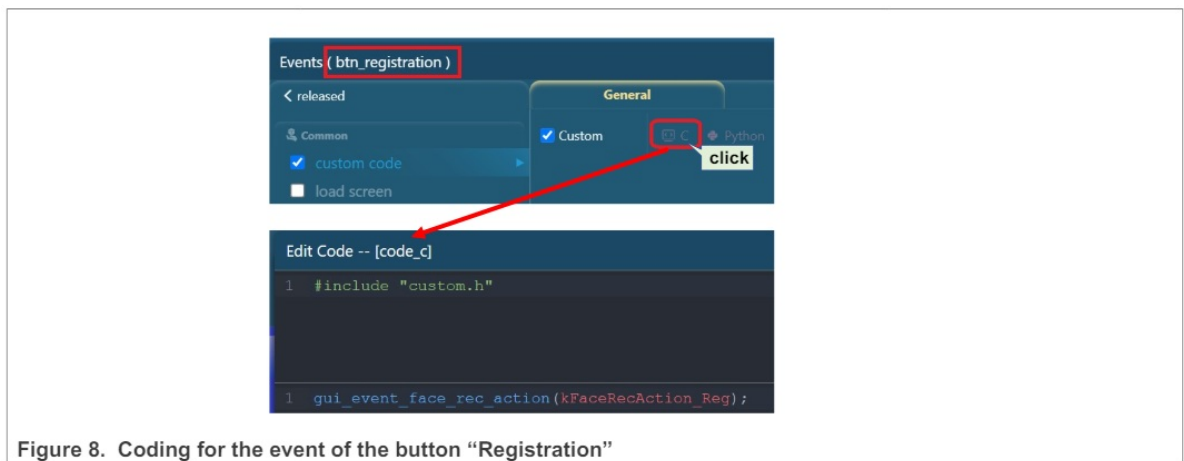 Events ( btn_registration )
< released
General
Common
Custom
C
Python
click
custom code
load screen
Edit Code -- [code_c]
1 #include "custom.h"
1 gui_event_face_rec_action(kFaceRecAction_Reg);
Figure 8. Coding for the event of the button “Registration”